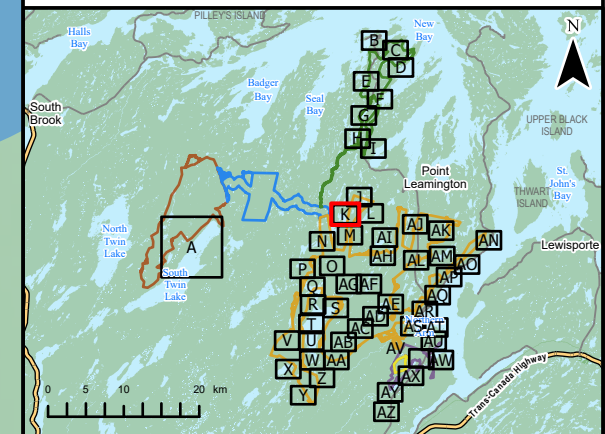 PILLEY'S ISLAND
Halls
Bay
New
Bay
N
B
C
D
Badger
Bay
E
Seal
Bay
F
South
Brook
G
UPPER BLACK
ISLAND
H
I
Point
Leamington
St.
John's
Bay
THWART
ISLAND
J
K
L
AJ
AK
North
Twin
Lake
A
N
M
AI
AN
Lewisporte
AH
AL
AM
AO
South
Twin
Lake
P
O
AP
Q
AG
AF
AQ
R
S
AE
AR
T
AD
AS
AT
AC
V
U
AB
AV
AU
W
AA
AW
X
Z
AX
Trans-Canada Highway
Y
AY
AZ
0 5 10 20 km